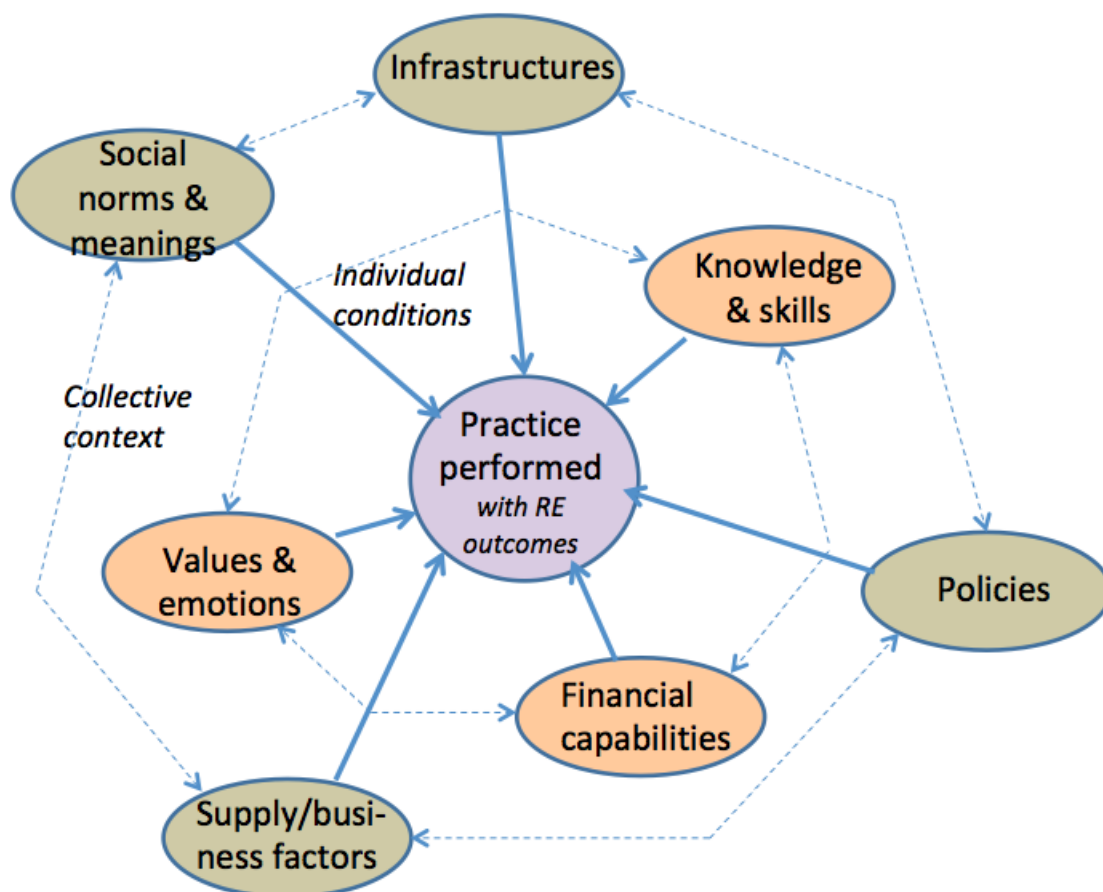 Infrastructures
Social
norms &
meanings
Individual
conditions
Knowledge
& skills
Collective
context
Practice
performed
with RE
outcomes
Values &
emotions
Policies
Financial
capabilities
Supply/busi-
ness factors